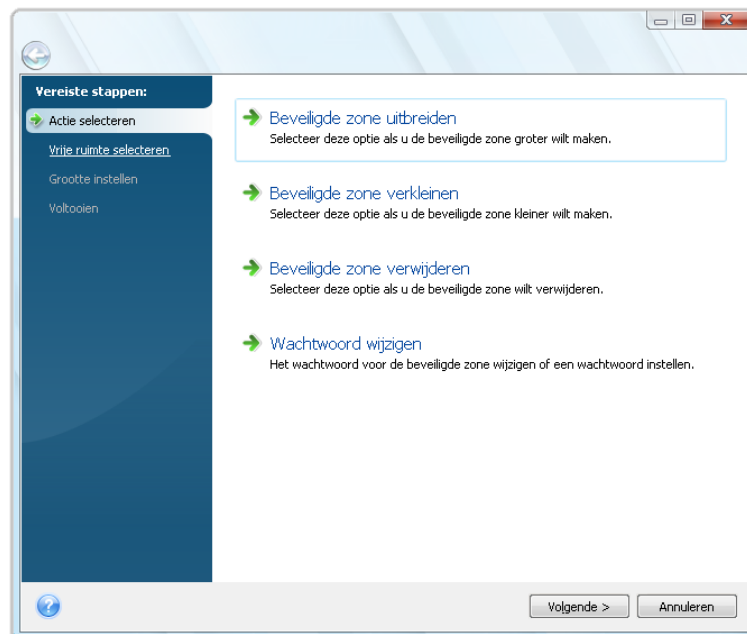 Vereiste stappen:
Actie selecteren
Vrije ruimte selecteren
Grootte instellen
Voltooien
Beveiligde zone uitbreiden
Selecteer deze optie als u de beveiligde zone groter wilt maken.
Beveiligde zone verkleinen
Selecteer deze optie als u de beveiligde zone kleiner wilt maken.
Beveiligde zone verwijderen
Selecteer deze optie als u de beveiligde zone wilt verwijderen.
Wachtwoord wijzigen
Het wachtwoord voor de beveiligde zone wijzigen of een wachtwoord instellen.
Volgende >
Annuleren